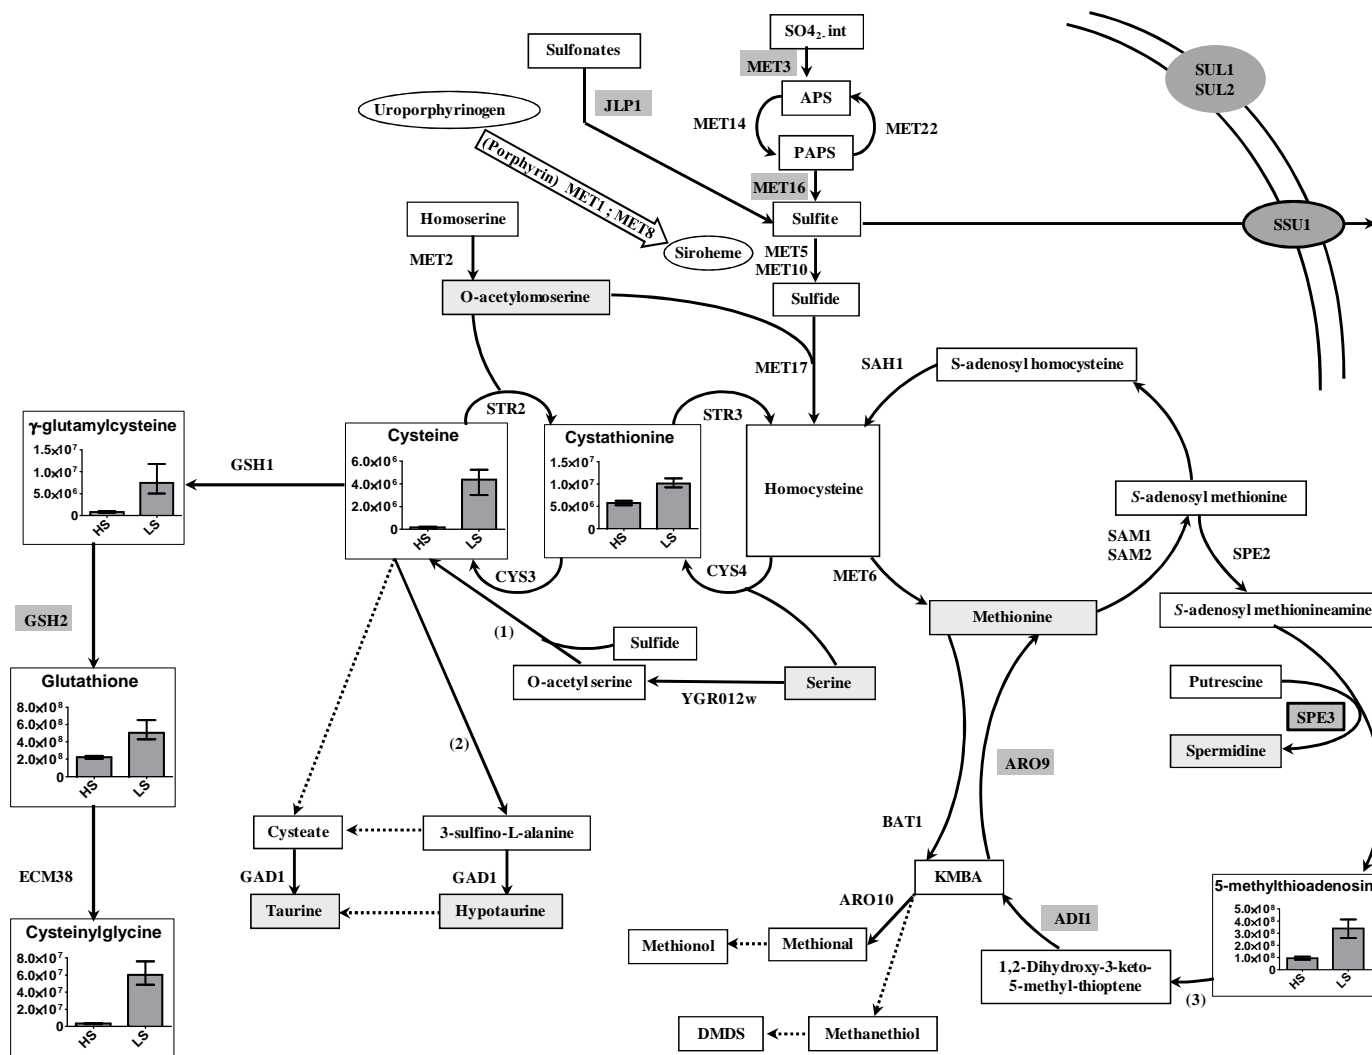 SO4₂- int
Sulfonates
MET3
SUL1
SUL2
JLP1
APS
Uroporphyrinogen
MET14
MET22
PAPS
(Porphyrin) MET1 ; MET8
MET16
Homoserine
Sulfite
SSU1
MET5
MET10
Siroheme
MET2
O-acetylomoserine
Sulfide
MET17
SAH1
S-adenosyl homocysteine
STR2
STR3
γ-glutamylcysteine
1.5x10⁷
1.0x10⁷
5.0x10⁶
0
HS
LS
GSH1
Cysteine
6.0x10⁶
4.0x10⁶
2.0x10⁶
0
HS
LS
Cystathionine
1.5x10⁷
1.0x10⁷
5.0x10⁶
0
HS
LS
Homocysteine
S-adenosyl methionine
SAM1
SAM2
SPE2
CYS3
CYS4
MET6
GSH2
(1)
Sulfide
Methionine
S-adenosyl methionineamine
O-acetyl serine
YGR012w
Serine
Putrescine
SPE3
Spermidine
Glutathione
8.0x10⁸
6.0x10⁸
4.0x10⁸
2.0x10⁸
0
HS
LS
(2)
ARO9
BAT1
Cysteate
3-sulfino-L-alanine
ECM38
GAD1
GAD1
KMBA
5-methylthioadenosin
5.0x10⁸
4.0x10⁸
3.0x10⁸
2.0x10⁸
1.0x10⁸
0
HS
LS
Taurine
Hypotaurine
ARO10
ADI1
Cysteinylglycine
8.0x10⁷
6.0x10⁷
4.0x10⁷
2.0x10⁷
0
HS
LS
Methionol
Methional
1,2-Dihydroxy-3-keto-
5-methyl-thioptene
(3)
DMDS
Methanethiol